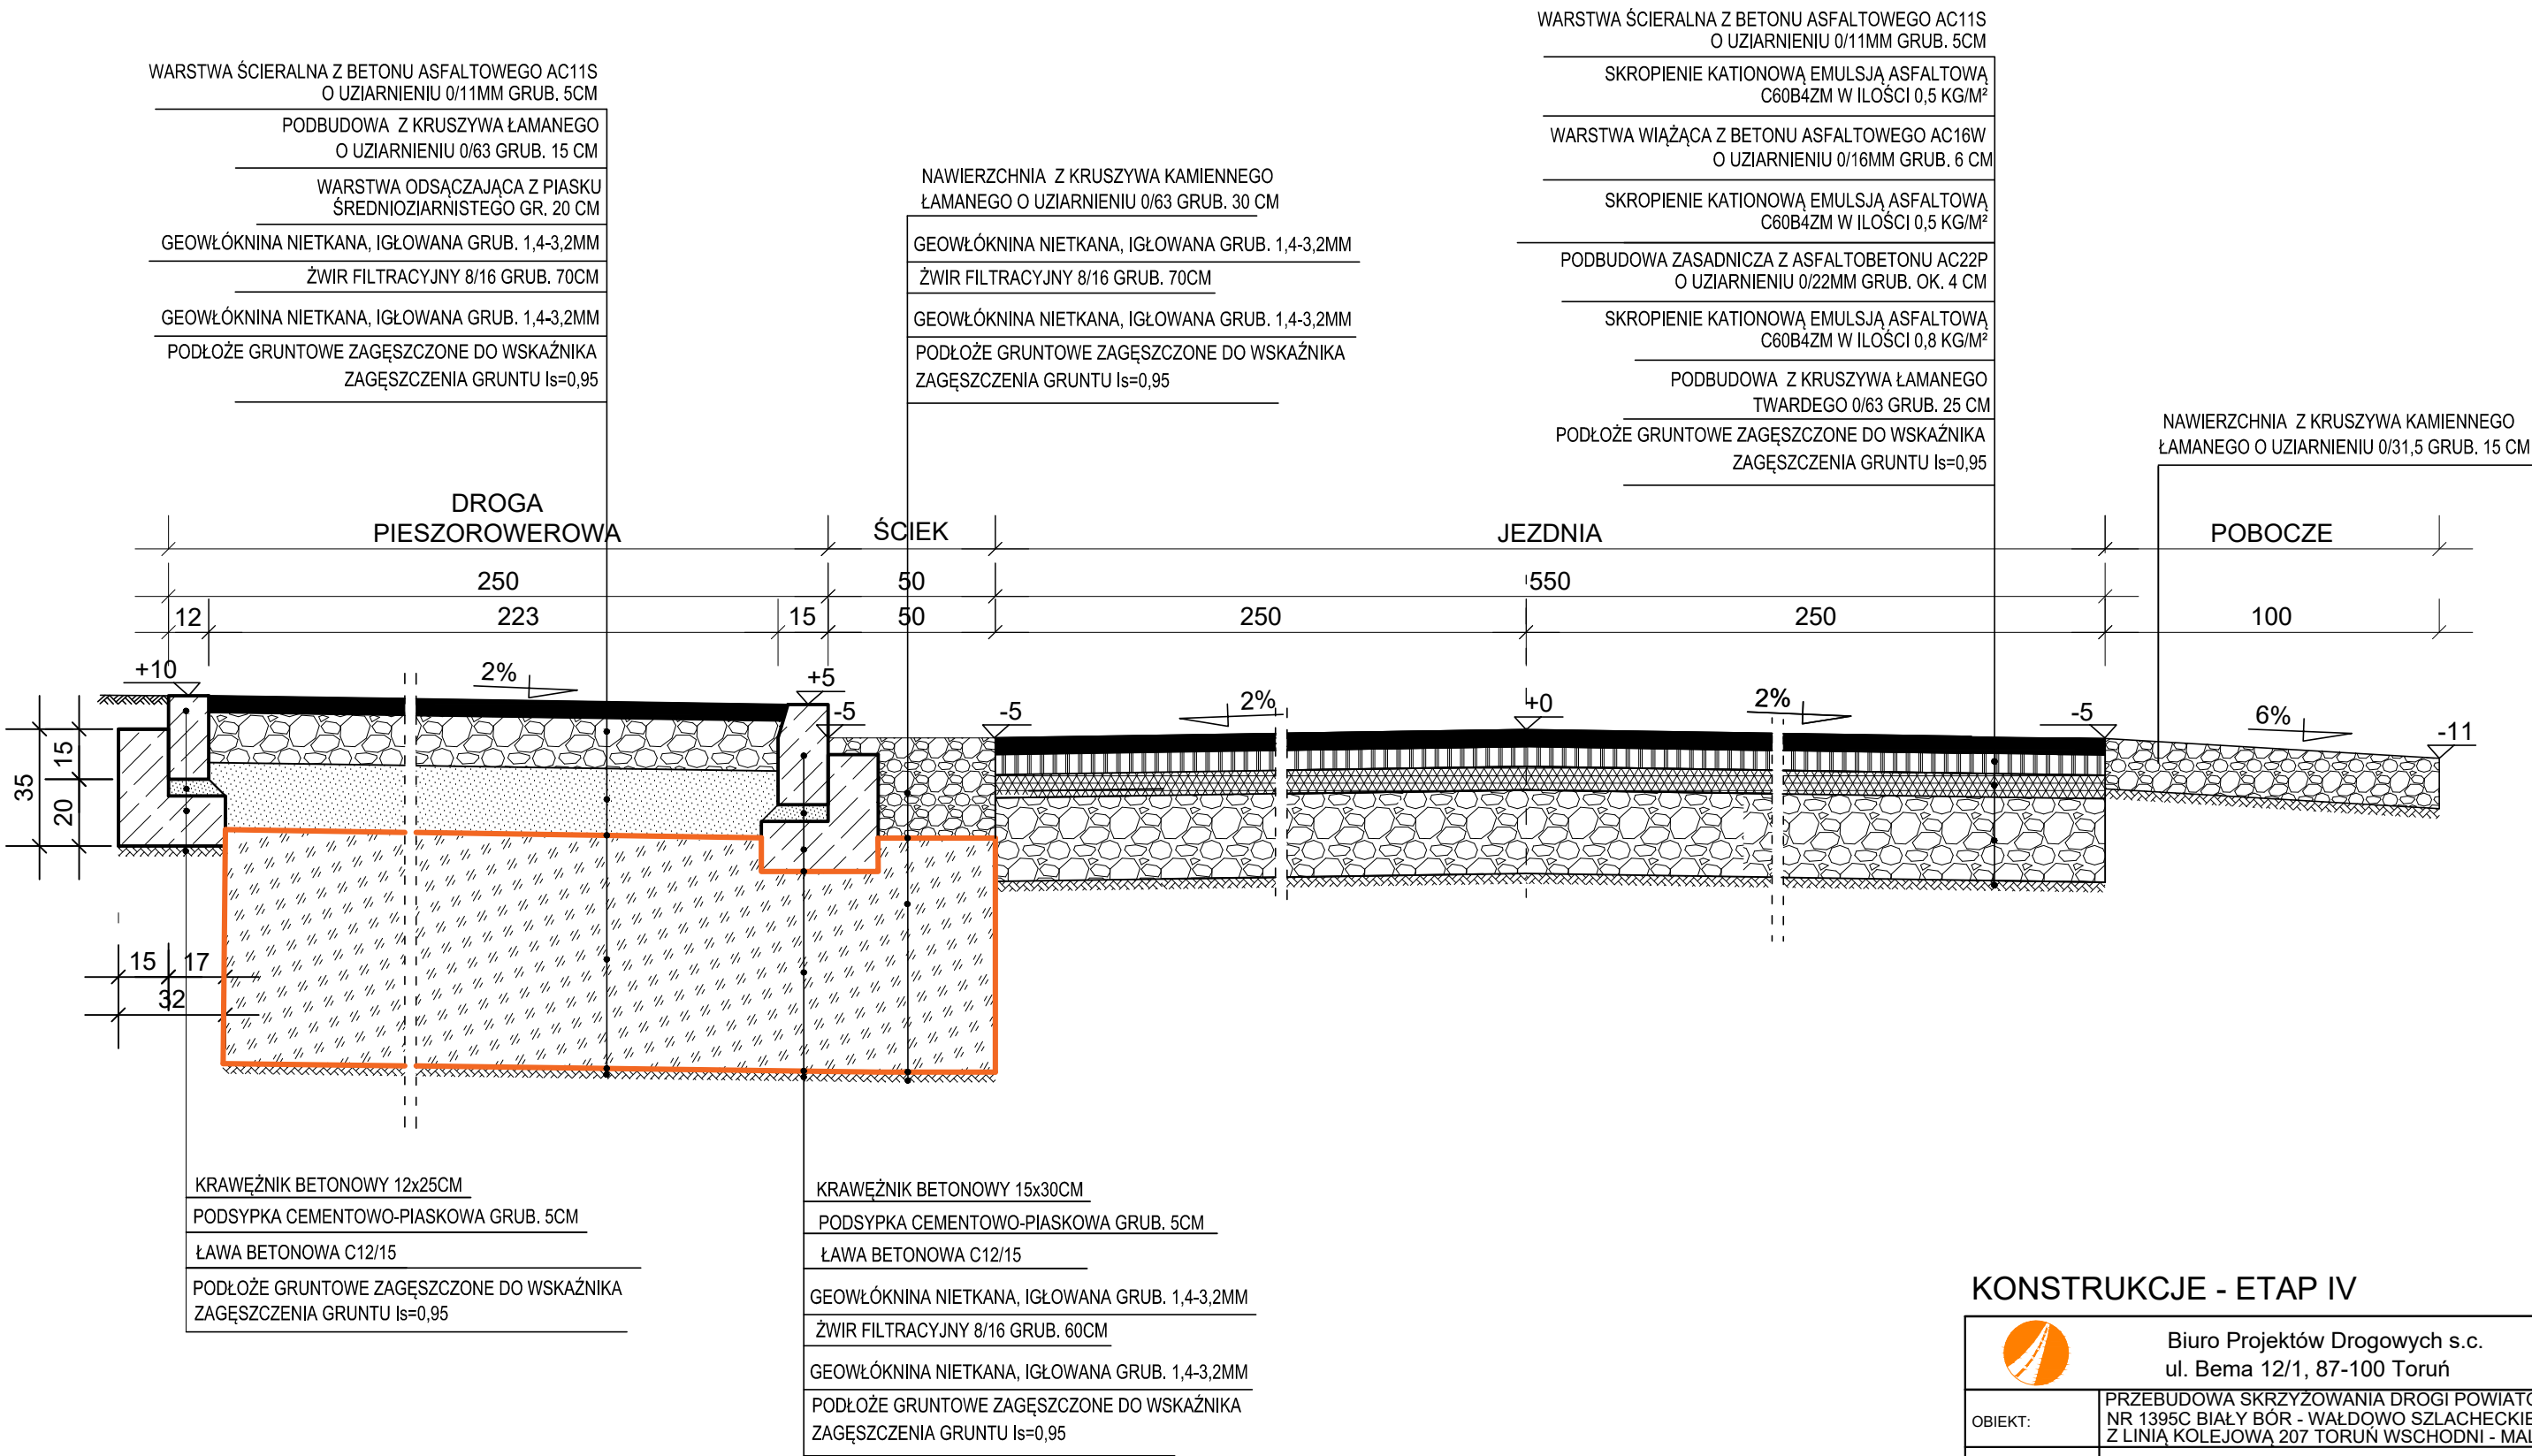 WARSTWA ŚCIERALNA Z BETONU ASFALTOWEGO AC11S
O UZIARNIENIU 0/11MM GRUB. 5CM
PODBUDOWA Z KRUSZYWA ŁAMANEGO
O UZIARNIENIU 0/63 GRUB. 15 CM
WARSTWA ODSĄCZAJĄCA Z PIASKU
ŚREDNIOZIARNISTEGO GR. 20 CM
GEOWŁÓKNINA NIETKANA, IGŁOWANA GRUB. 1,4-3,2MM
ŻWIR FILTRACYJNY 8/16 GRUB. 70CM
GEOWŁÓKNINA NIETKANA, IGŁOWANA GRUB. 1,4-3,2MM
PODŁOŻE GRUNTOWE ZAGĘSZCZONE DO WSKAŹNIKA
ZAGĘSZCZENIA GRUNTU Is=0,95
NAWIERZCHNIA Z KRUSZYWA KAMIENNEGO
ŁAMANEGO O UZIARNIENIU 0/63 GRUB. 30 CM
GEOWŁÓKNINA NIETKANA, IGŁOWANA GRUB. 1,4-3,2MM
ŻWIR FILTRACYJNY 8/16 GRUB. 70CM
GEOWŁÓKNINA NIETKANA, IGŁOWANA GRUB. 1,4-3,2MM
PODŁOŻE GRUNTOWE ZAGĘSZCZONE DO WSKAŹNIKA
ZAGĘSZCZENIA GRUNTU Is=0,95
WARSTWA ŚCIERALNA Z BETONU ASFALTOWEGO AC11S
O UZIARNIENIU 0/11MM GRUB. 5CM
SKROPIENIE KATIONOWĄ EMULSJĄ ASFALTOWĄ
C60B4ZM W ILOŚCI 0,5 KG/M²
WARSTWA WIĄŻĄCA Z BETONU ASFALTOWEGO AC16W
O UZIARNIENIU 0/16MM GRUB. 6 CM
SKROPIENIE KATIONOWĄ EMULSJĄ ASFALTOWĄ
C60B4ZM W ILOŚCI 0,5 KG/M²
PODBUDOWA ZASADNICZA Z ASFALTOBETONU AC22P
O UZIARNIENIU 0/22MM GRUB. OK. 4 CM
SKROPIENIE KATIONOWĄ EMULSJĄ ASFALTOWĄ
C60B4ZM W ILOŚCI 0,8 KG/M²
PODBUDOWA Z KRUSZYWA ŁAMANEGO
TWARDEGO 0/63 GRUB. 25 CM
PODŁOŻE GRUNTOWE ZAGĘSZCZONE DO WSKAŹNIKA
ZAGĘSZCZENIA GRUNTU Is=0,95
NAWIERZCHNIA Z KRUSZYWA KAMIENNEGO
ŁAMANEGO O UZIARNIENIU 0/31,5 GRUB. 15 CM
DROGA
PIESZOROWEROWA
ŚCIEK
JEZDNIA
POBOCZE
250 50 550
12 223 15 50 250 250 100
+10 2% +5 -5 -5 2% +0 2% -5 6% -11
35 15 20
15 17
32
KRAWĘŻNIK BETONOWY 12x25CM
PODSYPKA CEMENTOWO-PIASKOWA GRUB. 5CM
ŁAWA BETONOWA C12/15
PODŁOŻE GRUNTOWE ZAGĘSZCZONE DO WSKAŹNIKA
ZAGĘSZCZENIA GRUNTU Is=0,95
KRAWĘŻNIK BETONOWY 15x30CM
PODSYPKA CEMENTOWO-PIASKOWA GRUB. 5CM
ŁAWA BETONOWA C12/15
GEOWŁÓKNINA NIETKANA, IGŁOWANA GRUB. 1,4-3,2MM
ŻWIR FILTRACYJNY 8/16 GRUB. 60CM
GEOWŁÓKNINA NIETKANA, IGŁOWANA GRUB. 1,4-3,2MM
PODŁOŻE GRUNTOWE ZAGĘSZCZONE DO WSKAŹNIKA
ZAGĘSZCZENIA GRUNTU Is=0,95
KONSTRUKCJE - ETAP IV
Biuro Projektów Drogowych s.c.
ul. Bema 12/1, 87-100 Toruń
OBIEKT:
PRZEBUDOWA SKRZYŻOWANIA DROGI
NR 1395C BIAŁY BÓR - WAŁDOWO SZLACHECKIE
Z LINIĄ KOLEJOWĄ 207 TORUŃ WSCHODNI -